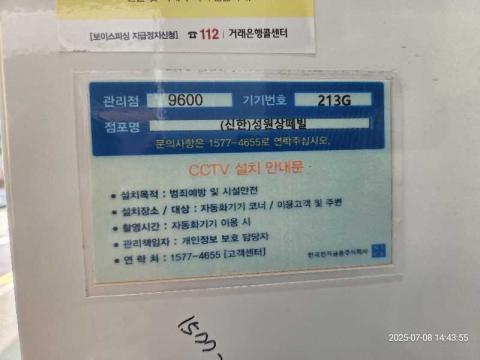 [보이스피싱 지급정지신청] ☎112 | 거래은행콜센터
관리점 9600 기기번호 213G
점포명 (신한)성원상떼빌
문의사항은 1577-4655로 연락주십시오.
CCTV 설치 안내문
• 설치목적 : 범죄예방 및 시설안전
• 설치장소 / 대상 : 자동화기기 코너 / 이용고객 및 주변
• 촬영시간 : 자동화기기 이용 시
• 관리책임자 : 개인정보 보호 담당자
• 연 락 처 : 1577-4655 [고객센터]
한국전자금융주식회사
1577-
2025-07-08 14:43:55